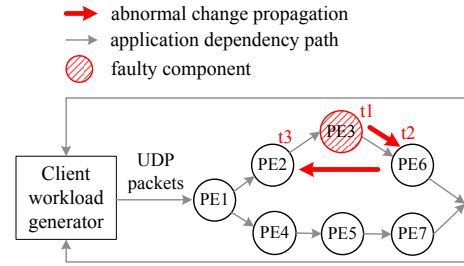 abnormal change propagation
application dependency path
faulty component
t1
t3
PE3
t2
UDP
packets
PE2
PE6
Client
workload
generator
PE1
PE4
PE5
PE7